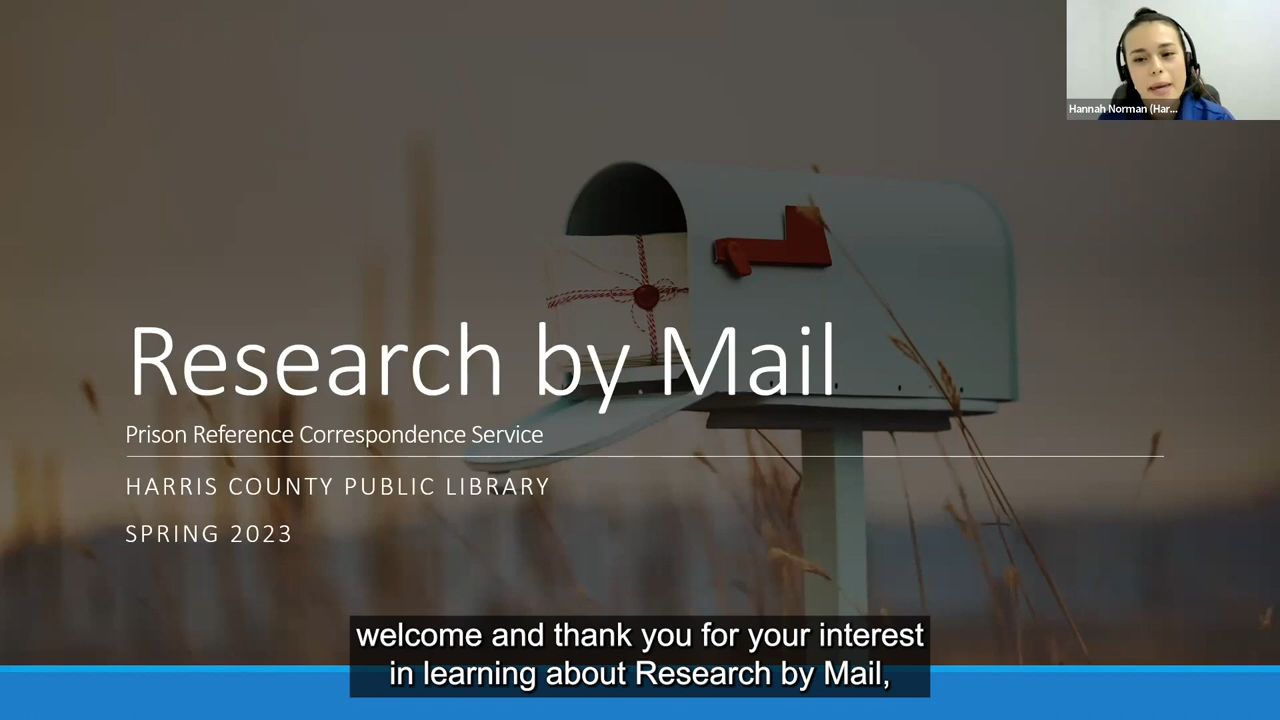 Hannah Norman (Har...
Research by Mail
Prison Reference Correspondence Service
HARRIS COUNTY PUBLIC LIBRARY
SPRING 2023
welcome and thank you for your interest
in learning about Research by Mail,